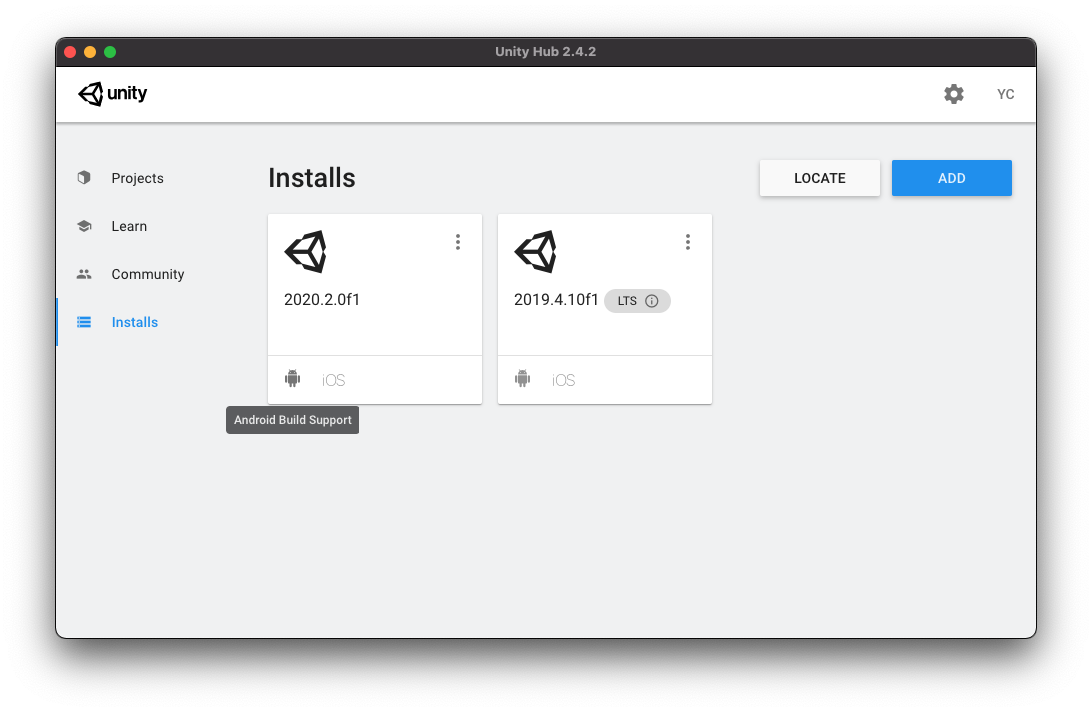 Unity Hub 2.4.2
unity
YC
Projects
Learn
Community
Installs
Installs
LOCATE
ADD
2020.2.0f1
iOS
2019.4.10f1 LTS
iOS
Android Build Support